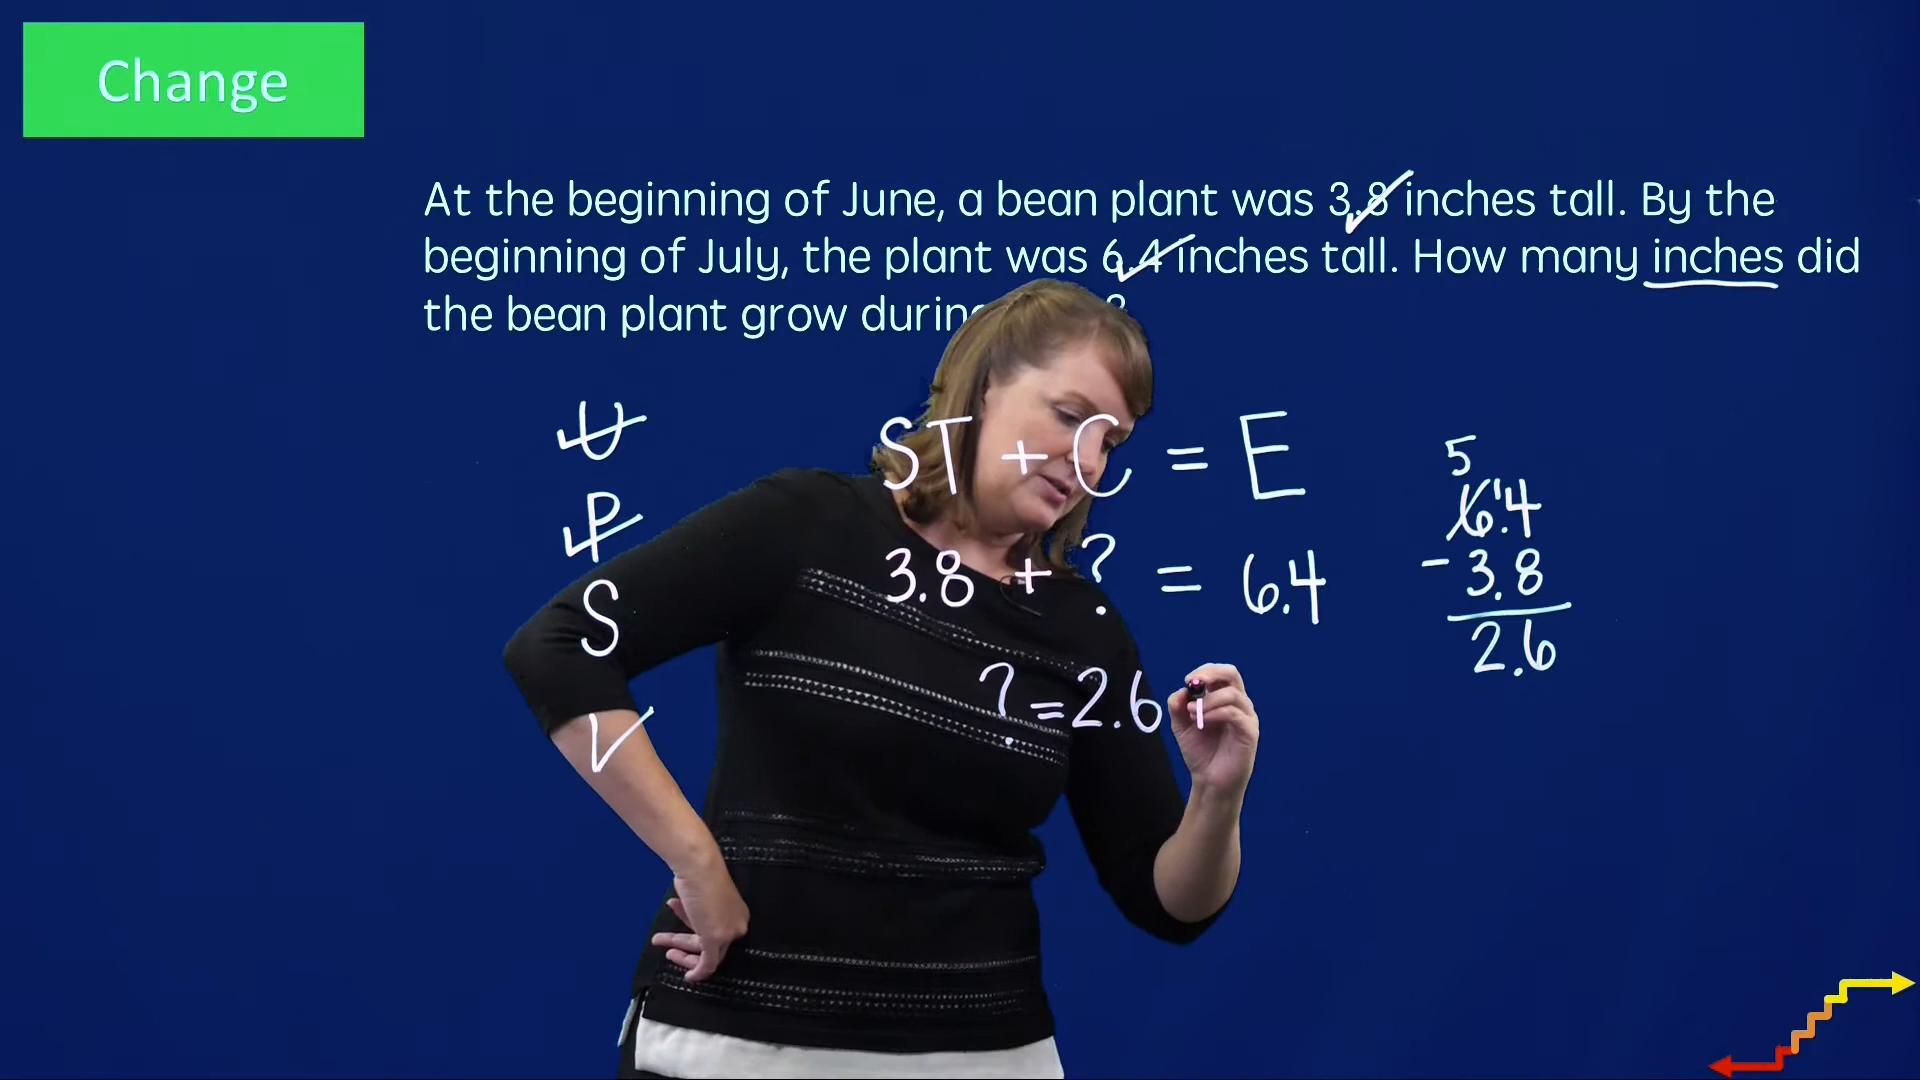 Change
At the beginning of June, a bean plant was 3.8 inches tall. By the
beginning of July, the plant was 6.4 inches tall. How many inches did
the bean plant grow during ?
U
P
S
✓
ST + C = E
3.8 + ? = 6.4
? = 2.6 i
5
6.14
- 3.8
2.6